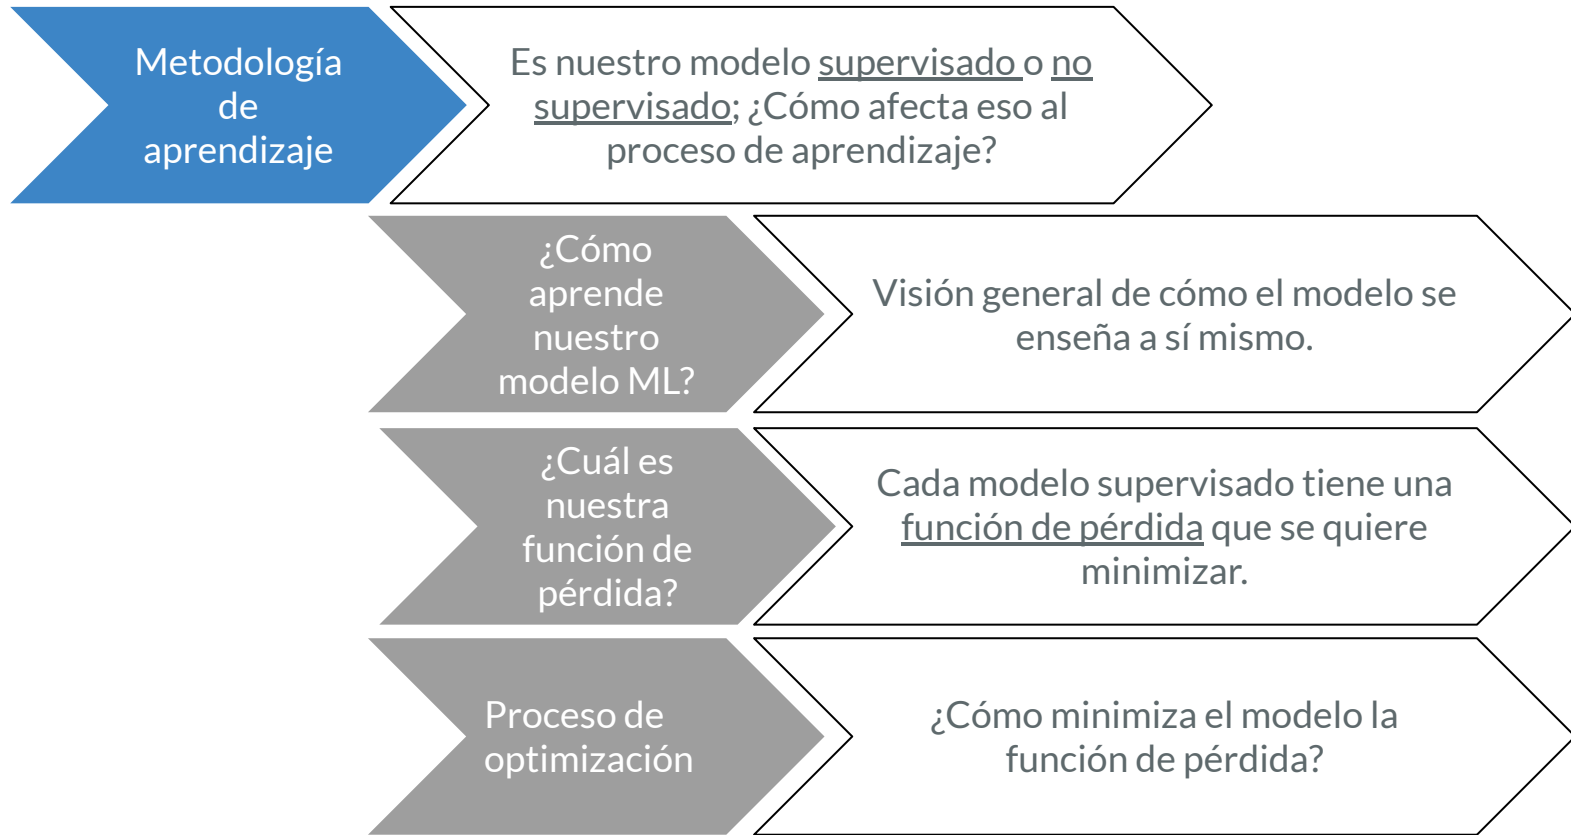 Metodología
de
aprendizaje
Es nuestro modelo supervisado o no
supervisado; ¿Cómo afecta eso al
proceso de aprendizaje?
¿Cómo
aprende
nuestro
modelo ML?
Visión general de cómo el modelo se
enseña a sí mismo.
¿Cuál es
nuestra
función de
pérdida?
Cada modelo supervisado tiene una
función de pérdida que se quiere
minimizar.
Proceso de
optimización
¿Cómo minimiza el modelo la
función de pérdida?